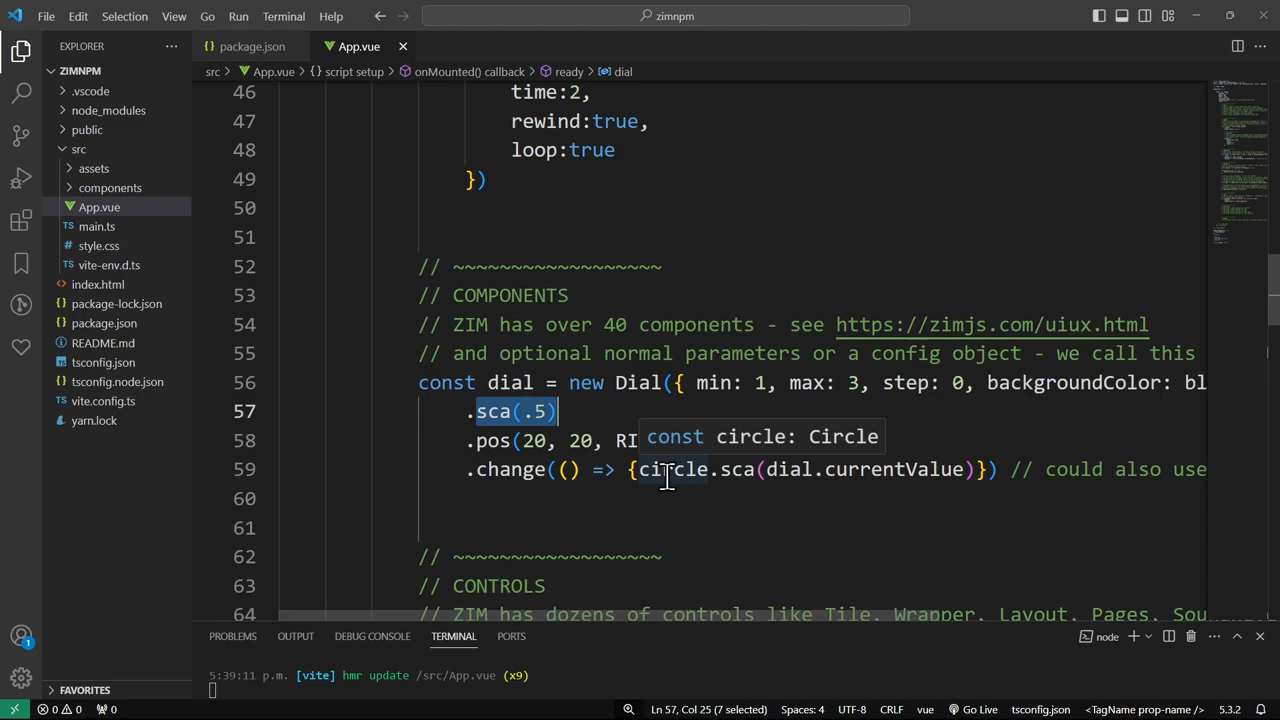 File Edit Selection View Go Run Terminal Help
zimnpm
EXPLORER
package.json
App.vue
ZIMNPM
.vscode
node_modules
public
src
assets
components
App.vue
main.ts
style.css
vite-env.d.ts
index.html
package-lock.json
package.json
README.md
tsconfig.json
tsconfig.node.json
vite.config.ts
yarn.lock
FAVORITES
src > App.vue > {} script setup > onMounted() callback > ready > dial
46 time:2,
47 rewind:true,
48 loop:true
49 })
50
51
52 // ~~~~~~~~~~~~~~~~~~
53 // COMPONENTS
54 // ZIM has over 40 components - see https://zimjs.com/uiux.html
55 // and optional normal parameters or a config object - we call this
56 const dial = new Dial({ min: 1, max: 3, step: 0, backgroundColor: bl
57 .sca(.5)
58 .pos(20, 20, RI
const circle: Circle
59 .change(() => {circle.sca(dial.currentValue)}) // could also use
60
61
62 // ~~~~~~~~~~~~~~~~~~
63 // CONTROLS
64 // ZIM has dozens of controls like Tile, Wrapper, Layout, Pages, Sou
PROBLEMS OUTPUT DEBUG CONSOLE TERMINAL PORTS
node
5:39:11 p.m. [vite] hmr update /src/App.vue (x9)
1
0 0 0 Ln 57, Col 25 (7 selected) Spaces: 4 UTF-8 CRLF vue Go Live tsconfig.json <TagName prop-name /> 5.3.2